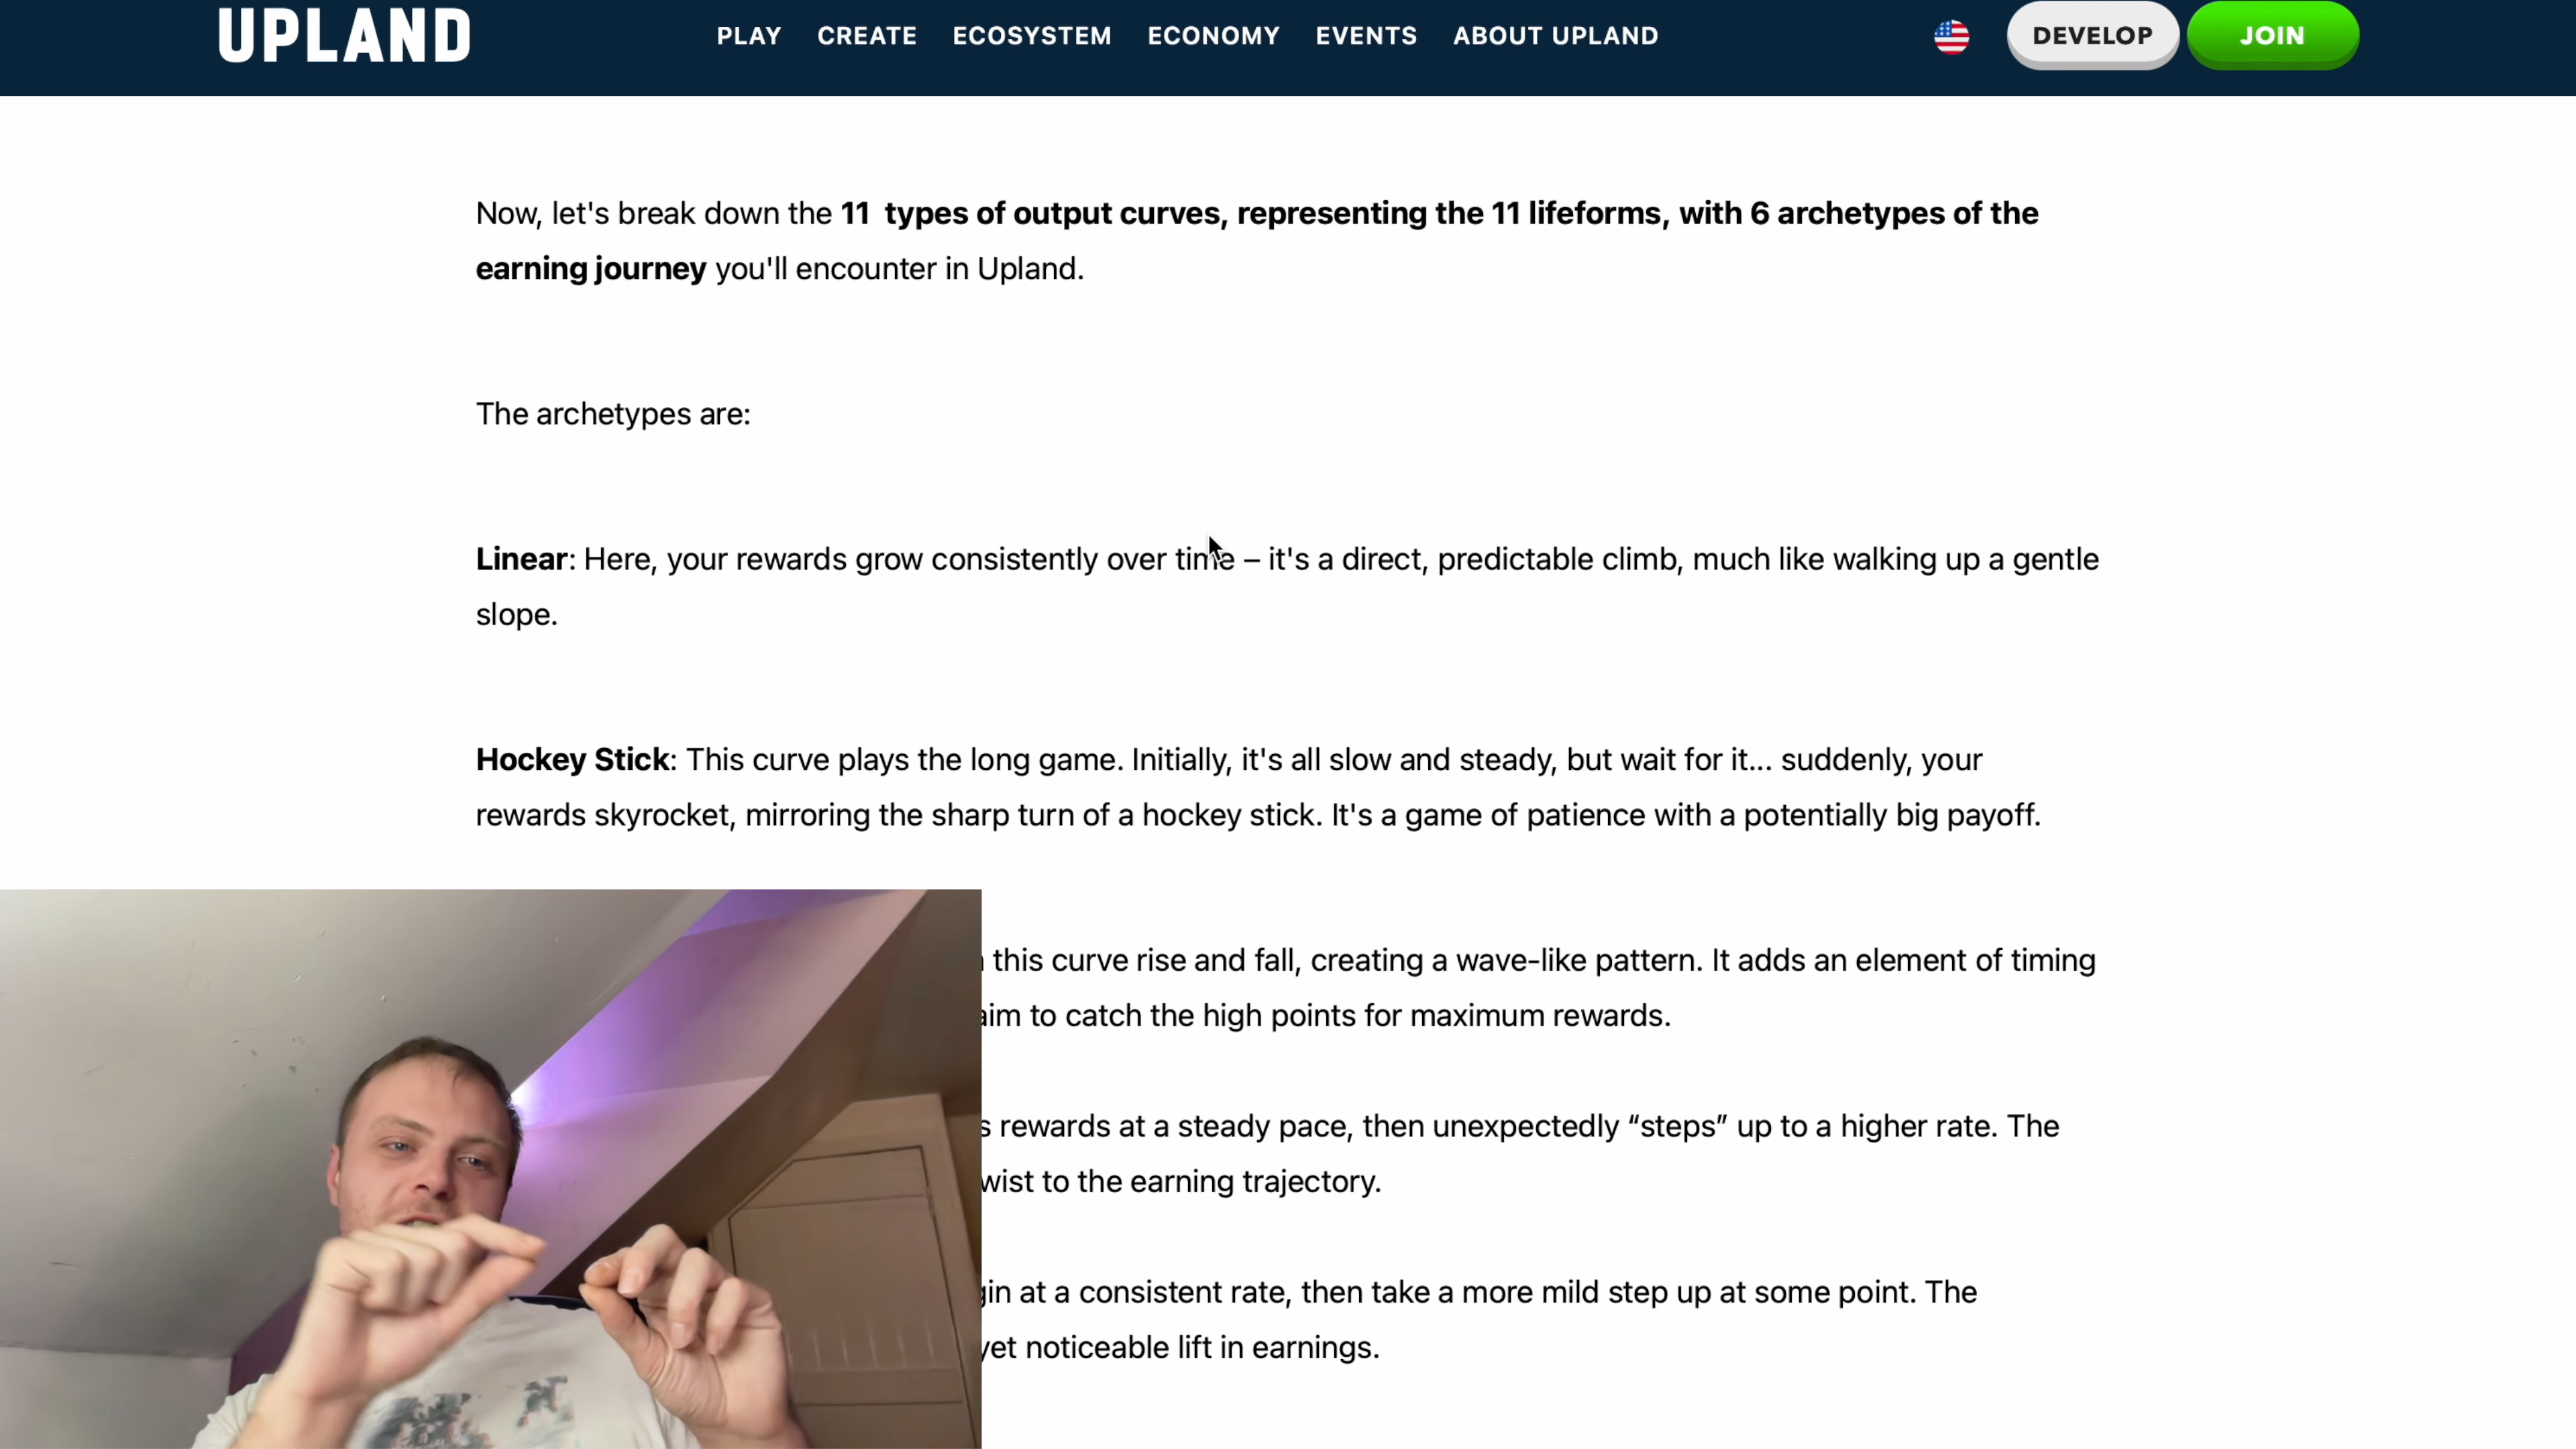 UPLAND
PLAY CREATE ECOSYSTEM ECONOMY EVENTS ABOUT UPLAND
DEVELOP JOIN
Now, let's break down the 11 types of output curves, representing the 11 lifeforms, with 6 archetypes of the
earning journey you'll encounter in Upland.
The archetypes are:
Linear: Here, your rewards grow consistently over time – it's a direct, predictable climb, much like walking up a gentle
slope.
Hockey Stick: This curve plays the long game. Initially, it's all slow and steady, but wait for it... suddenly, your
rewards skyrocket, mirroring the sharp turn of a hockey stick. It's a game of patience with a potentially big payoff.
this curve rise and fall, creating a wave-like pattern. It adds an element of timing
to catch the high points for maximum rewards.
rewards at a steady pace, then unexpectedly “steps” up to a higher rate. The
to the earning trajectory.
at a consistent rate, then take a more mild step up at some point. The
yet noticeable lift in earnings.